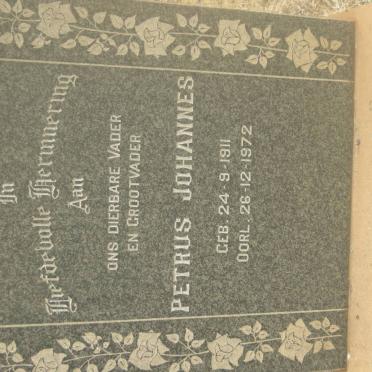 In
Liefdevolle Herinnering
Aan
ONS DIERBARE VADER
EN GROOTVADER
PETRUS JOHANNES
GEB. 24-9-1911
OORL. 26-12-1972